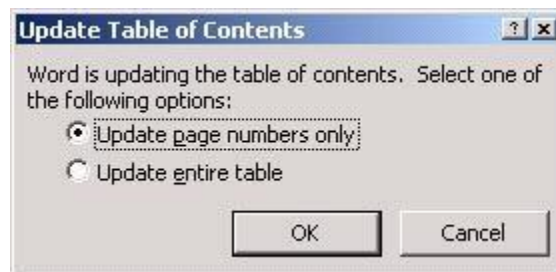 Update Table of Contents
Word is updating the table of contents. Select one of
the following options:
Update page numbers only
Update entire table
OK
Cancel